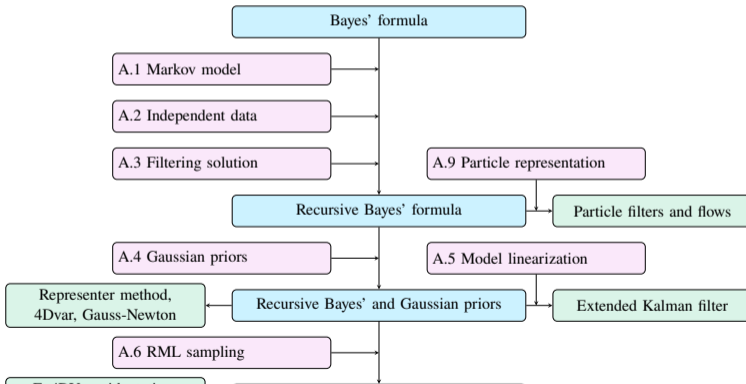 Bayes' formula
A.1 Markov model
A.2 Independent data
A.3 Filtering solution
A.9 Particle representation
Recursive Bayes' formula
Particle filters and flows
A.4 Gaussian priors
A.5 Model linearization
Representer method,
4Dvar, Gauss-Newton
Recursive Bayes' and Gaussian priors
Extended Kalman filter
A.6 RML sampling